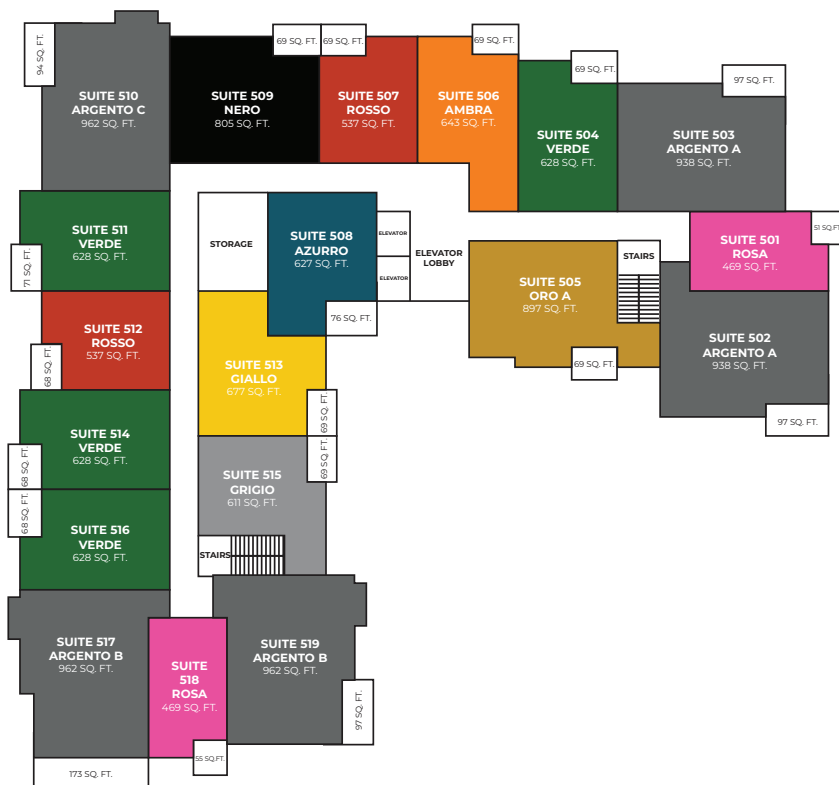 94 SQ. FT.
69 SQ. FT.
69 SQ. FT.
69 SQ. FT.
69 SQ. FT.
97 SQ. FT.
SUITE 510
ARGENTO C
962 SQ. FT.
SUITE 509
NERO
805 SQ. FT.
SUITE 507
ROSSO
537 SQ. FT.
SUITE 506
AMBRA
643 SQ. FT.
SUITE 504
VERDE
628 SQ. FT.
SUITE 503
ARGENTO A
938 SQ. FT.
SUITE 511
VERDE
628 SQ. FT.
71 SQ. FT.
STORAGE
SUITE 508
AZURRO
627 SQ. FT.
76 SQ. FT.
ELEVATOR
ELEVATOR
ELEVATOR
LOBBY
SUITE 505
ORO A
897 SQ. FT.
69 SQ. FT.
STAIRS
SUITE 501
ROSA
469 SQ. FT.
51 SQ.FT.
SUITE 502
ARGENTO A
938 SQ. FT.
97 SQ. FT.
SUITE 512
ROSSO
537 SQ. FT.
68 SQ. FT.
SUITE 513
GIALLO
677 SQ. FT.
69 SQ. FT.
SUITE 514
VERDE
628 SQ. FT.
68 SQ. FT.
SUITE 515
GRIGIO
611 SQ. FT.
69 SQ. FT.
STAIRS
SUITE 516
VERDE
628 SQ. FT.
68 SQ. FT.
SUITE 517
ARGENTO B
962 SQ. FT.
173 SQ. FT.
SUITE
518
ROSA
469 SQ. FT.
55 SQ.FT.
SUITE 519
ARGENTO B
962 SQ. FT.
97 SQ. FT.